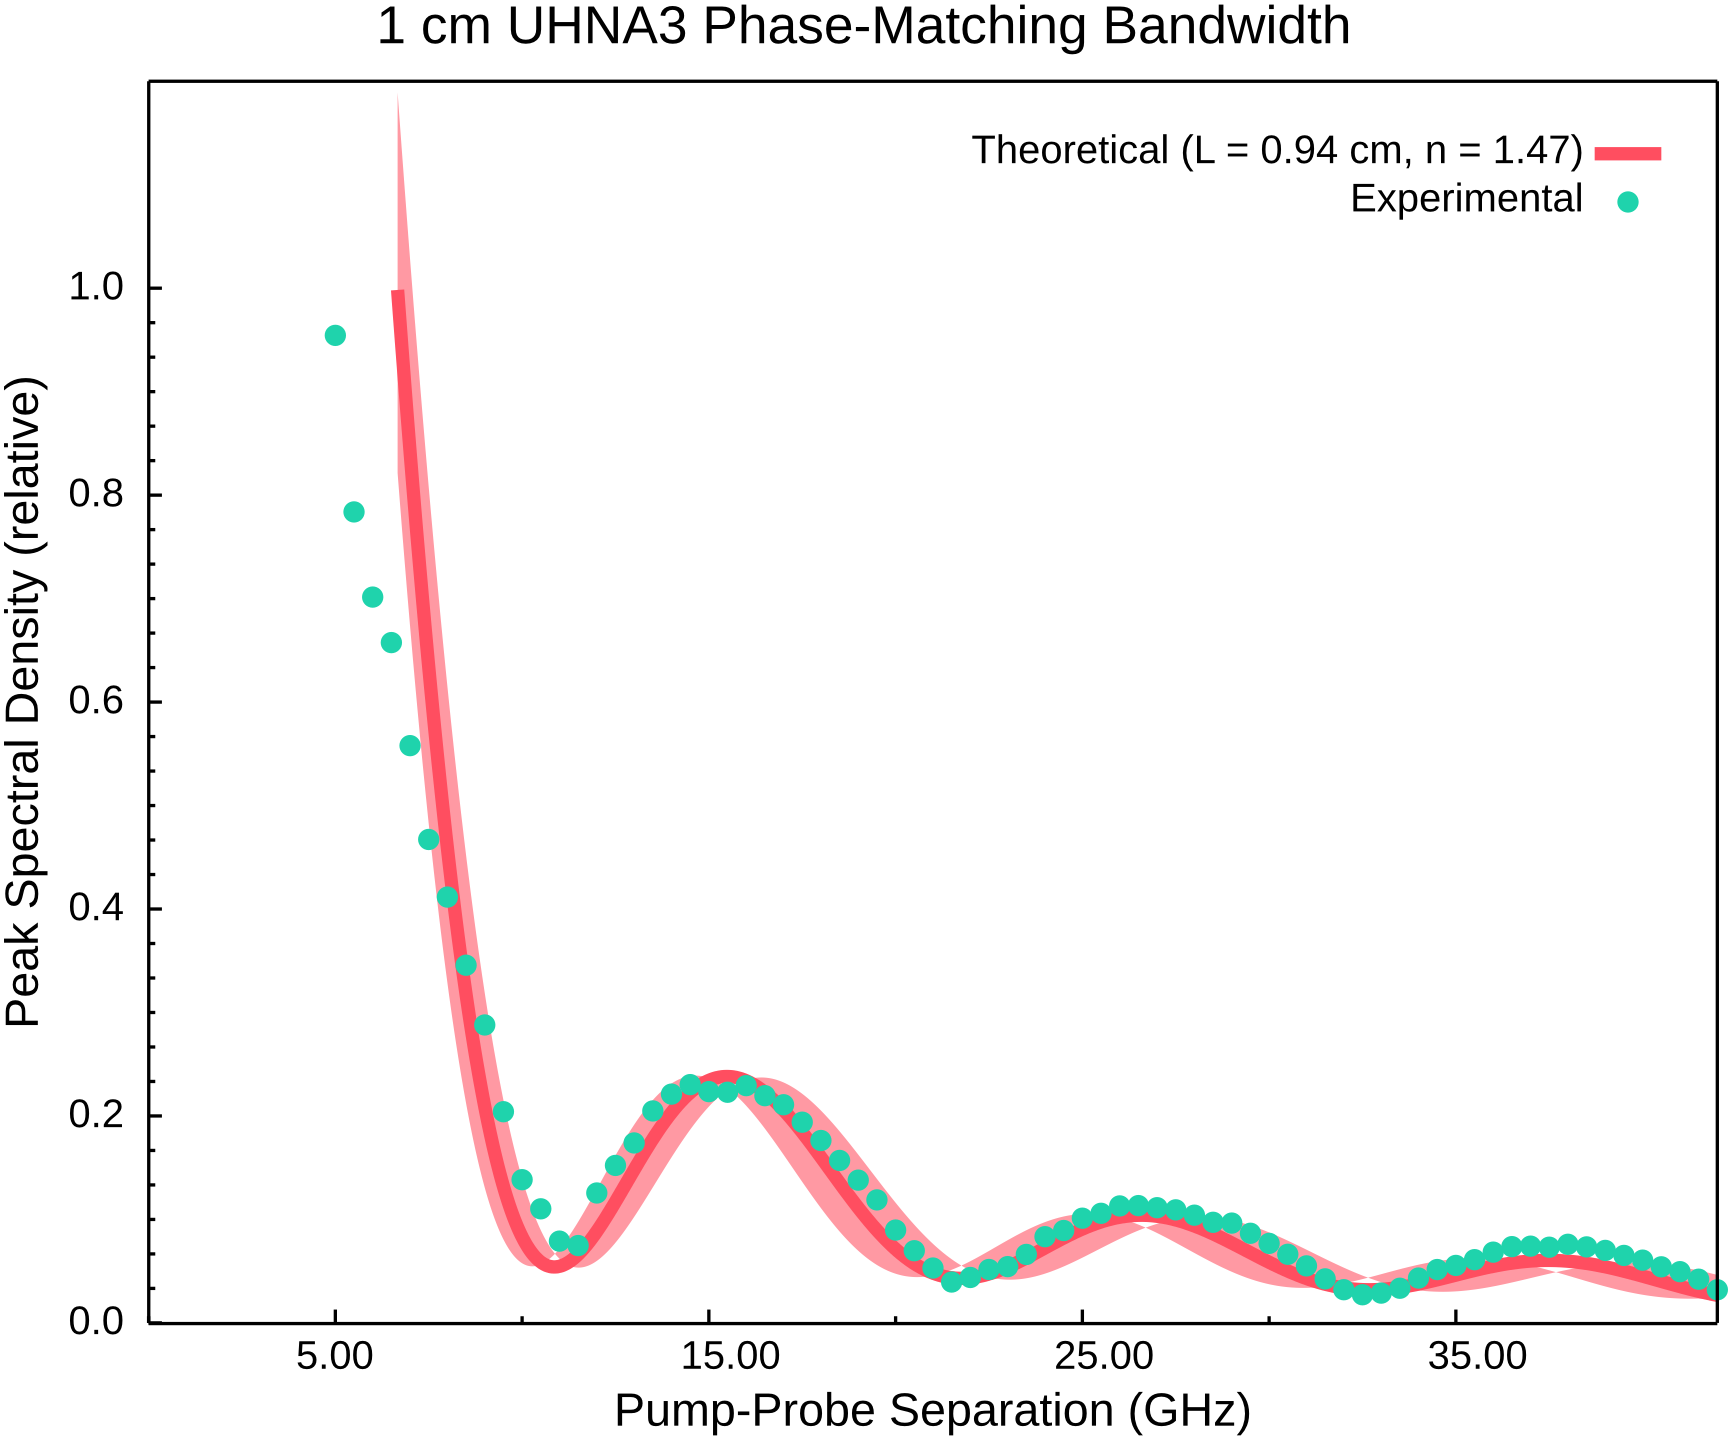 1 cm UHNA3 Phase-Matching Bandwidth
Theoretical (L = 0.94 cm, n = 1.47)
Experimental
Peak Spectral Density (relative)
1.0
0.8
0.6
0.4
0.2
0.0
5.00 15.00 25.00 35.00
Pump-Probe Separation (GHz)